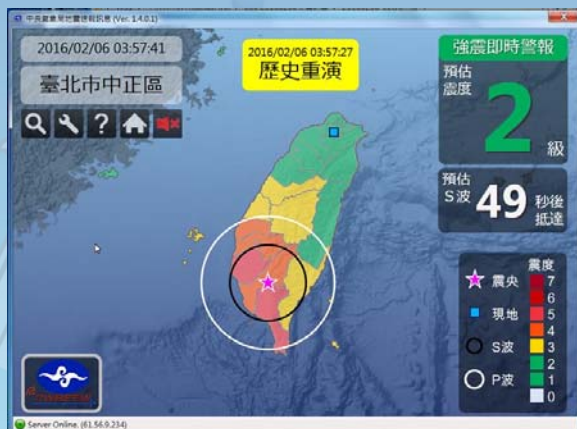 中央氣象局地震速報訊息 (Ver. 1.4.0.1)
2016/02/06 03:57:41
臺北市中正區
2016/02/06 03:57:27
歷史重演
強震即時警報
預估
震度
2
級
預估
S波
49
秒後
抵達
震度
震央
現地
S波
P波
7
6
5
4
3
2
1
0
Server Online. (61.56.9.234)